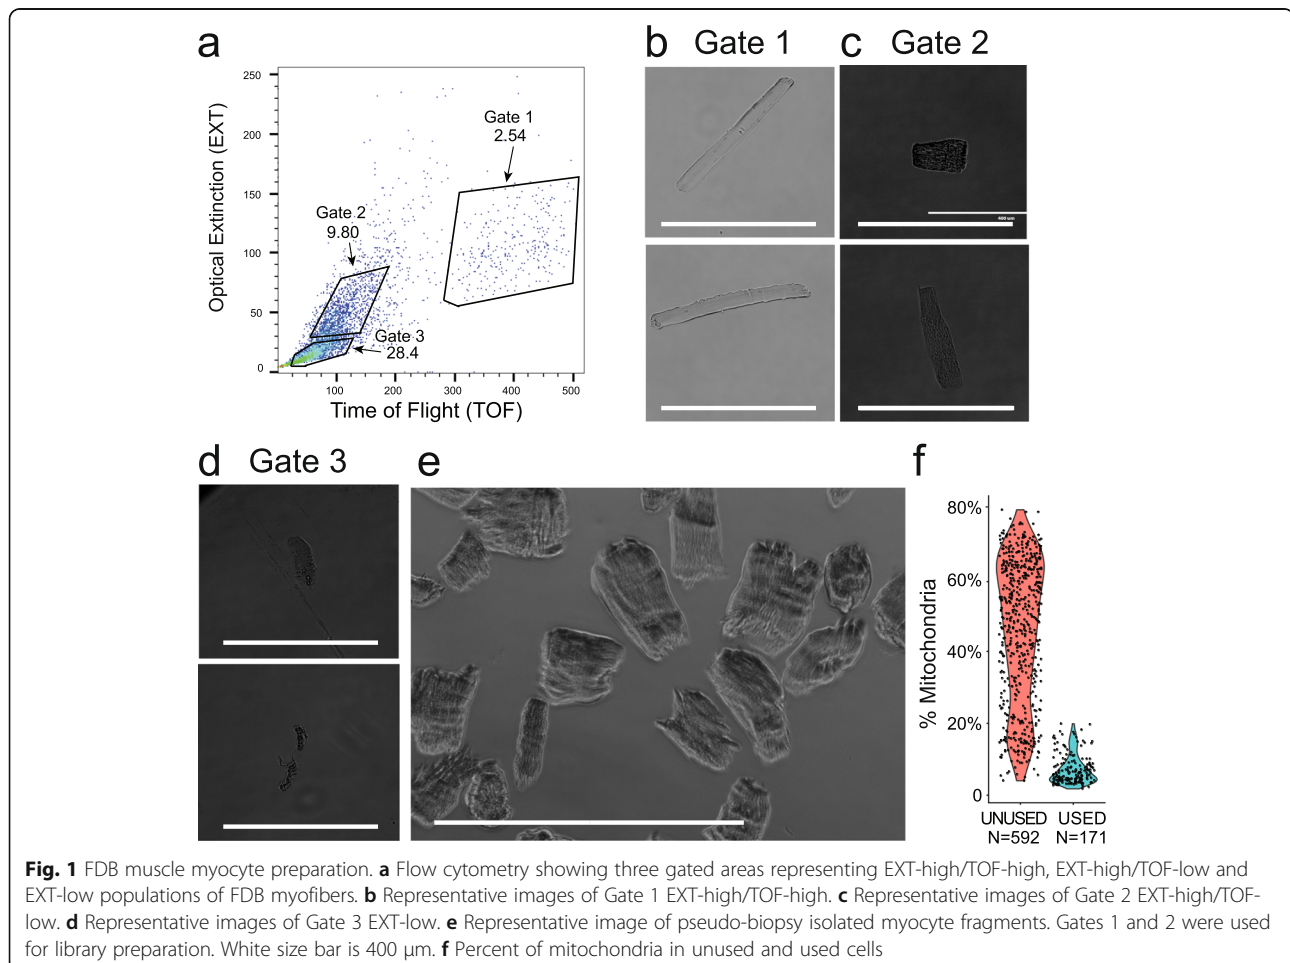 a
b Gate 1
c Gate 2
Optical Extinction (EXT)
250
200
150
100
50
0
Gate 1
2.54
Gate 2
9.80
Gate 3
28.4
100 200 300 400 500
Time of Flight (TOF)
400 um
d Gate 3
e
f
% Mitochondria
80%
60%
40%
20%
0
UNUSED USED
N=592 N=171
Fig. 1 FDB muscle myocyte preparation. a Flow cytometry showing three gated areas representing EXT-high/TOF-high, EXT-high/TOF-low and
EXT-low populations of FDB myofibers. b Representative images of Gate 1 EXT-high/TOF-high. c Representative images of Gate 2 EXT-high/TOF-
low. d Representative images of Gate 3 EXT-low. e Representative image of pseudo-biopsy isolated myocyte fragments. Gates 1 and 2 were used
for library preparation. White size bar is 400 μm. f Percent of mitochondria in unused and used cells